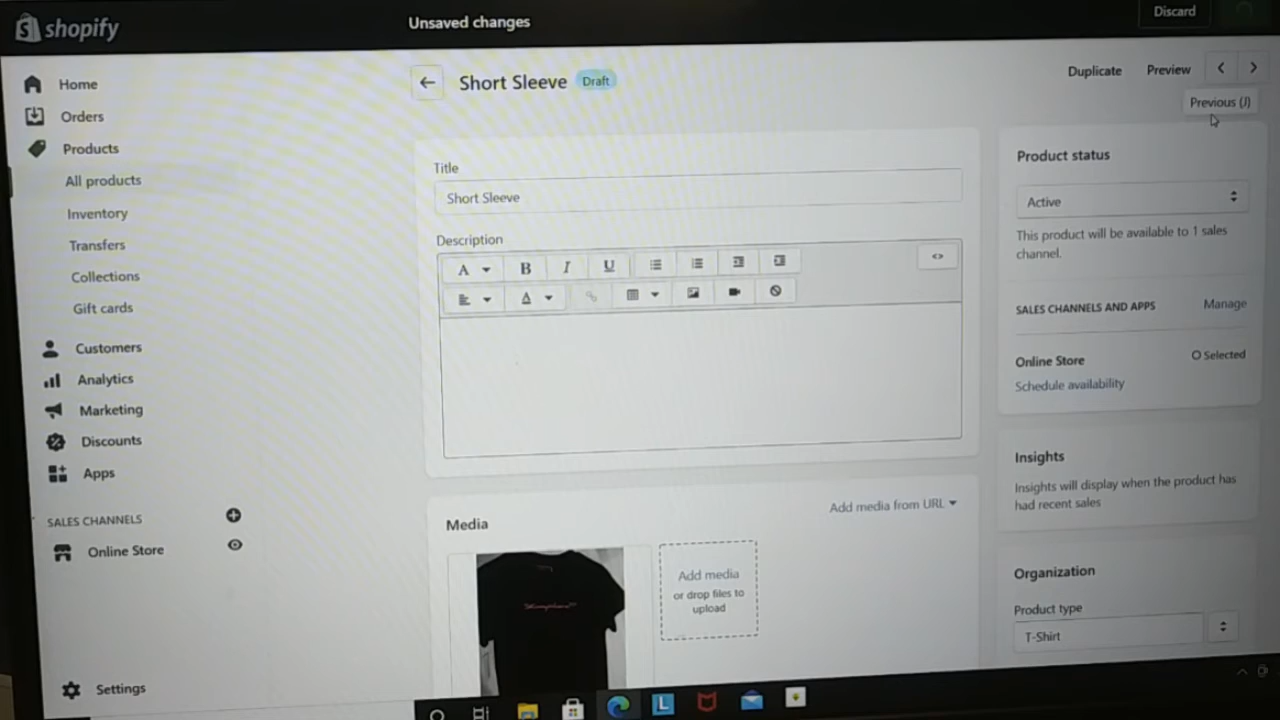 shopify
Unsaved changes
Discard
Home
Orders
Products
All products
Inventory
Transfers
Collections
Gift cards
Customers
Analytics
Marketing
Discounts
Apps
SALES CHANNELS
Online Store
Settings
Short Sleeve
Draft
Duplicate
Preview
Previous (J)
Title
Short Sleeve
Description
A
B
I
U
A
<>
Media
Add media from URL
Add media
or drop files to
upload
Product status
Active
This product will be available to 1 sales
channel.
SALES CHANNELS AND APPS
Manage
Online Store
Selected
Schedule availability
Insights
Insights will display when the product has
had recent sales
Organization
Product type
T-Shirt
L